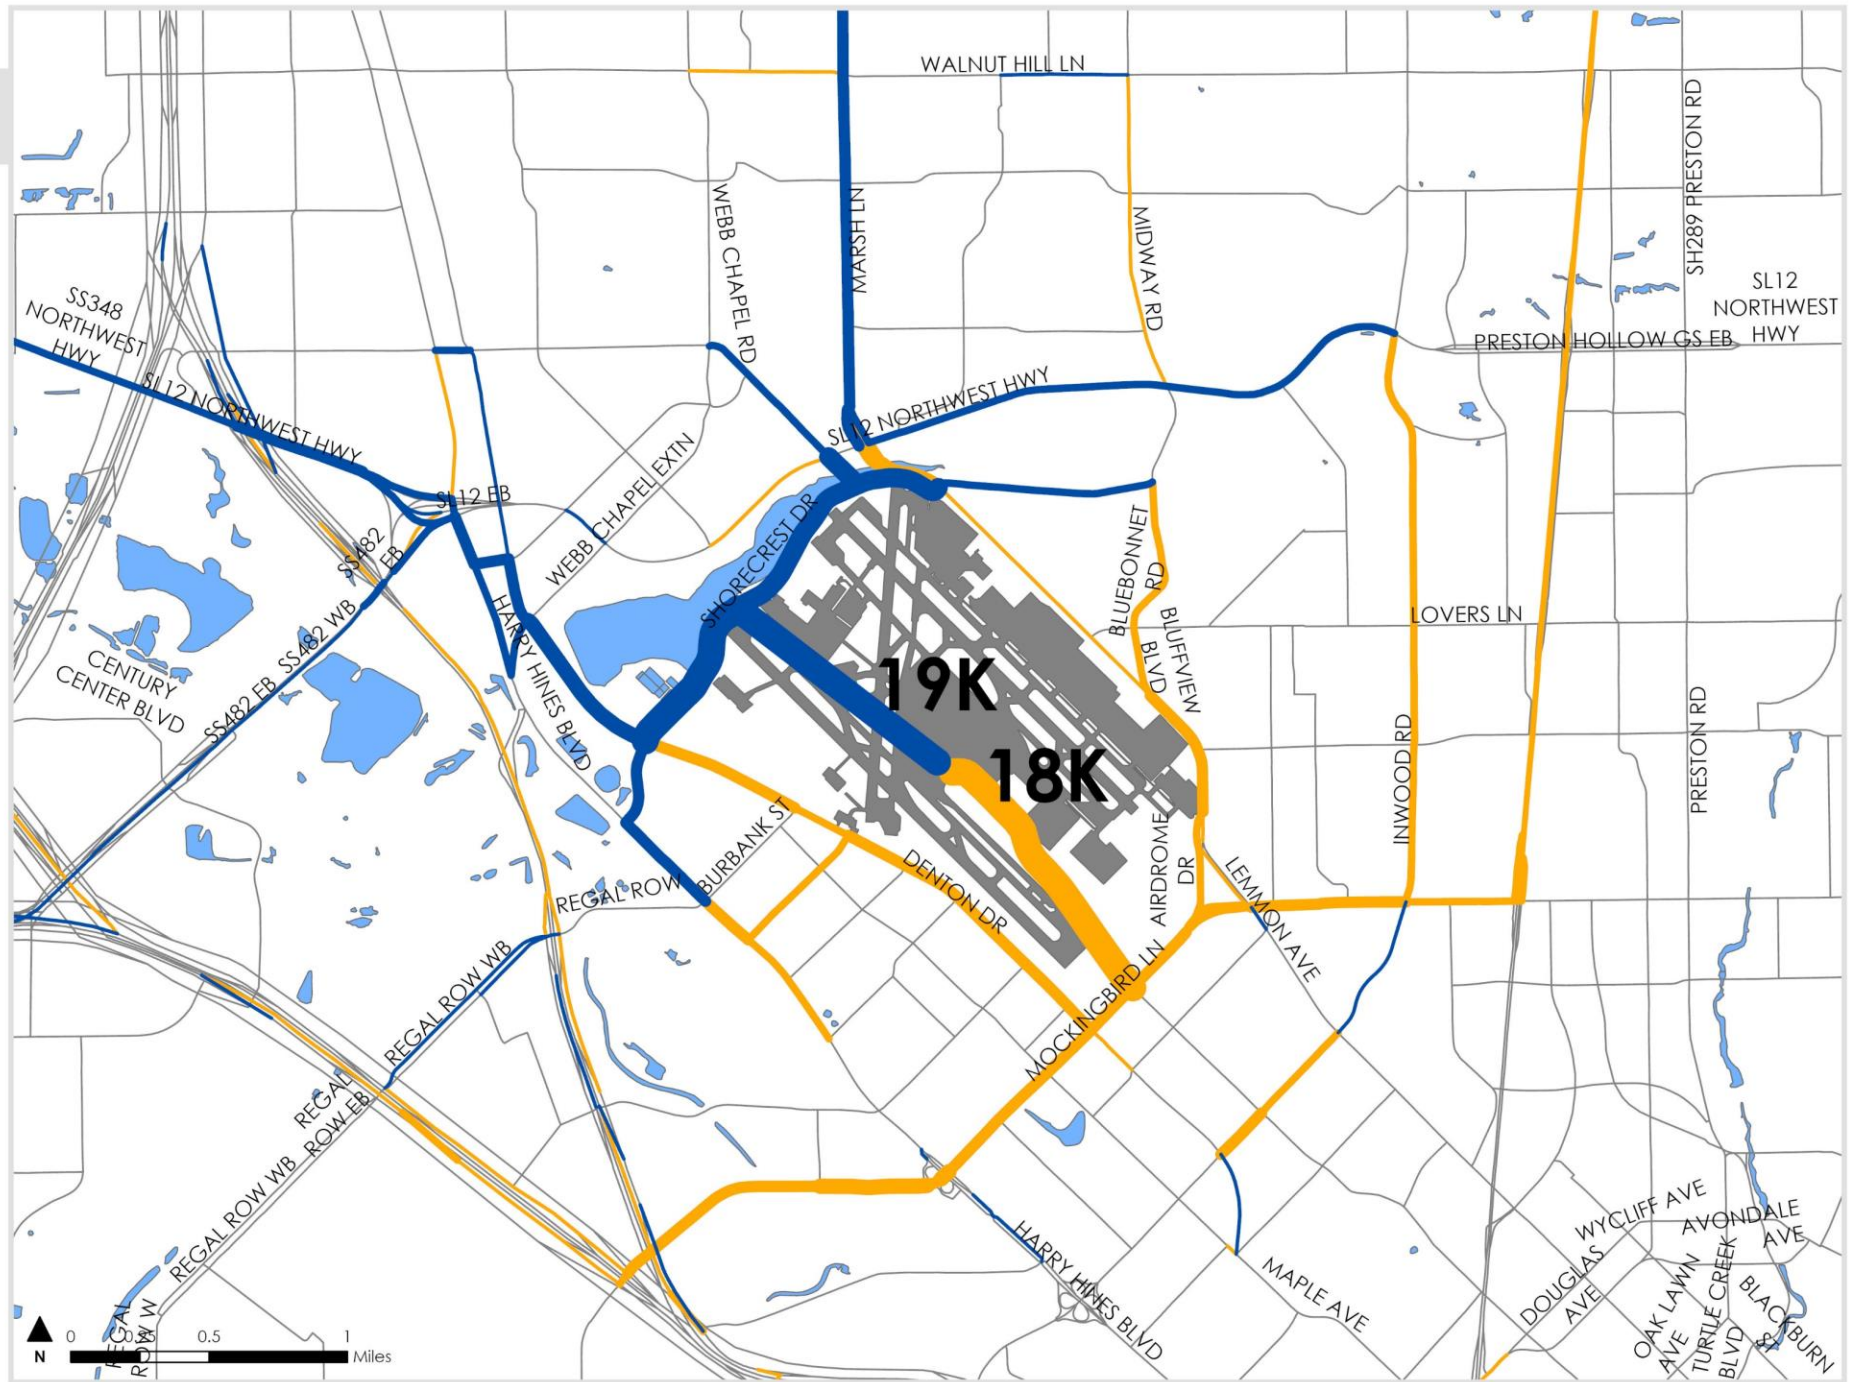 WALNUT HILL LN
SH289 PRESTON RD
WEBB CHAPEL RD
MARSH LN
MIDWAY RD
SS348
NORTHWEST
HWY
SL12
NORTHWEST
HWY
PRESTON HOLLOW GS EB
SL12 NORTHWEST HWY
SL12 NORTHWEST HWY
SL12 EB
WEBB CHAPEL EXTN
SS482
EB
SHORECREST DR
BLUEBONNET
RD
BLUFFVIEW
BLVD
LOVERS LN
HARRY HINES BLVD
SS482 EB SS482 WB
CENTURY
CENTER BLVD
19K
18K
INWOOD RD
PRESTON RD
BURBANK ST
REGAL ROW
DENTON DR
AIRDROME
DR
LEMMON AVE
MOCKINGBIRD LN
REGAL ROW WB
REGAL
ROW EB
REGAL ROW WB
HARRY HINES BLVD
MAPLE AVE
WYCLIFF AVE
AVONDALE
AVE
DOUGLAS
AVE
OAK LAWN
AVE
TURTLE CREEK
BLVD
BLACKBURN
ST
REGAL
ROW W
N
0 0.25 0.5 1
Miles